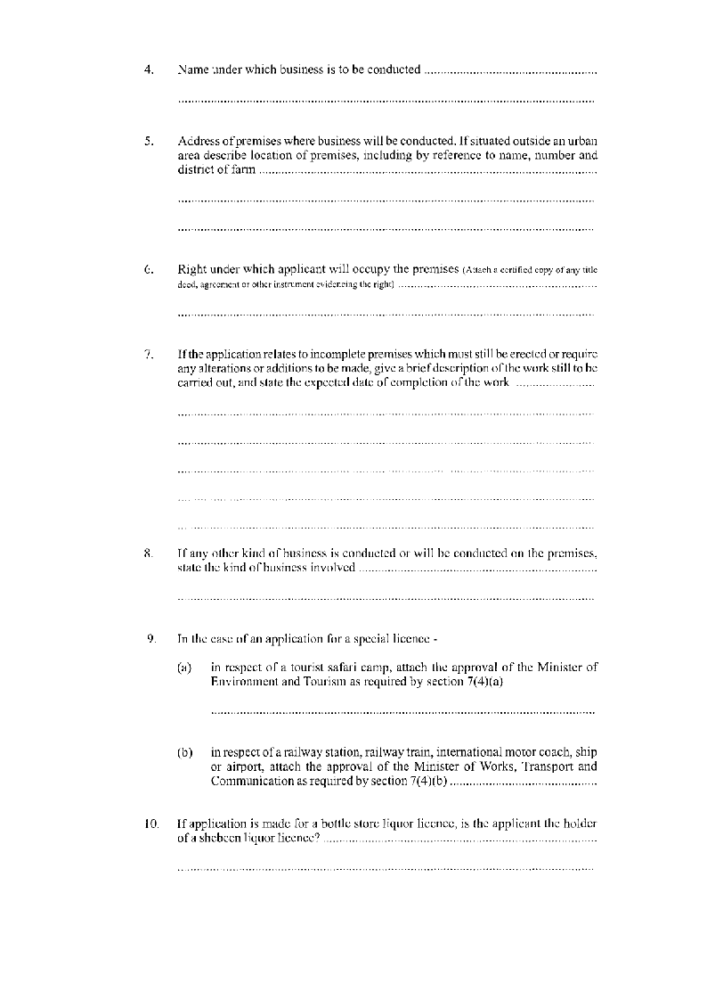 4. Name under which business is to be conducted ....................................................
..............................................................................................................................
5. Address of premises where business will be conducted. If situated outside an urban
area describe location of premises, including by reference to name, number and
district of farm ........................................................................................................
..............................................................................................................................
..............................................................................................................................
6. Right under which applicant will occupy the premises (Attach a certified copy of any title
deed, agreement or other instrument evidencing the right) .............................................................
..............................................................................................................................
7. If the application relates to incomplete premises which must still be erected or require
any alterations or additions to be made, give a brief description of the work still to be
carried out, and state the expected date of completion of the work ........................
..............................................................................................................................
..............................................................................................................................
..............................................................................................................................
..............................................................................................................................
..............................................................................................................................
8. If any other kind of business is conducted or will be conducted on the premises,
state the kind of business involved .........................................................................
..............................................................................................................................
9. In the case of an application for a special licence -
(a) in respect of a tourist safari camp, attach the approval of the Minister of
Environment and Tourism as required by section 7(4)(a)
.....................................................................................................................
(b) in respect of a railway station, railway train, international motor coach, ship
or airport, attach the approval of the Minister of Works, Transport and
Communication as required by section 7(4)(b) .............................................
10. If application is made for a bottle store liquor licence, is the applicant the holder
of a shebeen liquor licence? ....................................................................................
..............................................................................................................................